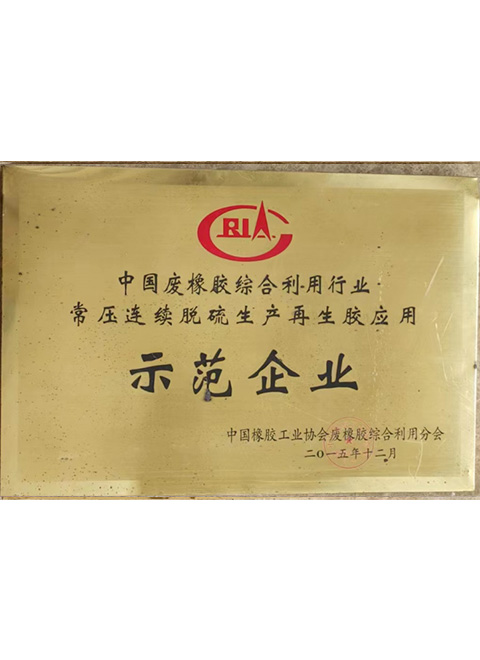 CRIA
中国废橡胶综合利用行业
常压连续脱硫生产再生胶应用
示范企业
中国橡胶工业协会废橡胶综合利用分会
二〇一五年十二月